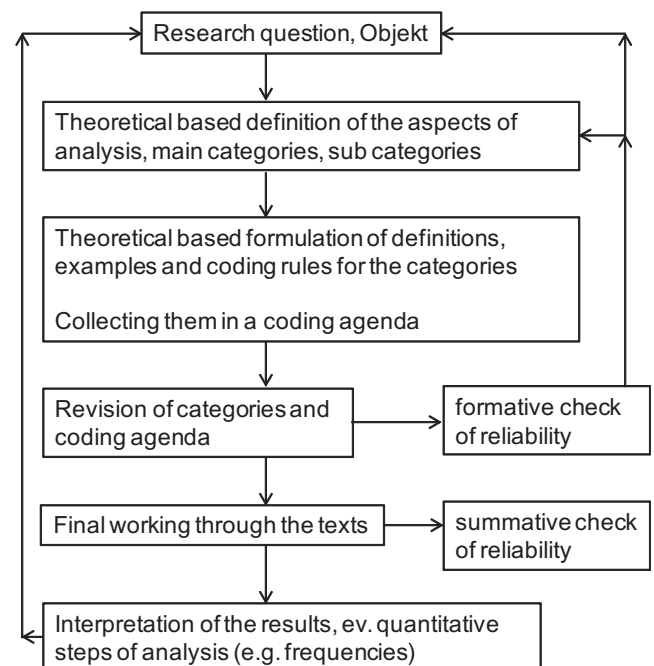 Research question, Objekt
Theoretical based definition of the aspects of
analysis, main categories, sub categories
Theoretical based formulation of definitions,
examples and coding rules for the categories
Collecting them in a coding agenda
Revision of categories and
coding agenda
formative check
of reliability
Final working through the texts
summative check
of reliability
Interpretation of the results, ev. quantitative
steps of analysis (e.g. frequencies)